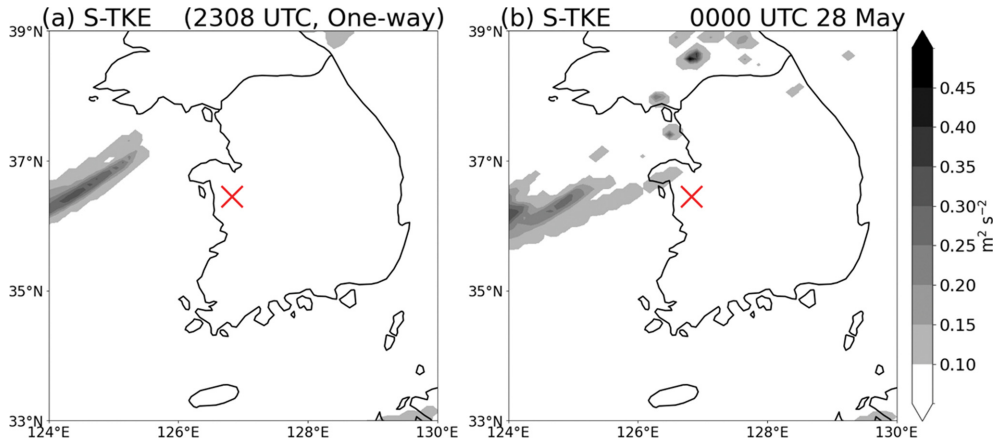 (a) S-TKE (2308 UTC, One-way)
39°N
37°N
35°N
33°N
124°E
126°E
128°E
130°E
(b) S-TKE 0000 UTC 28 May
39°N
37°N
35°N
33°N
124°E
126°E
128°E
130°E
0.45
0.40
0.35
0.30
0.25
0.20
0.15
0.10
m² s⁻²